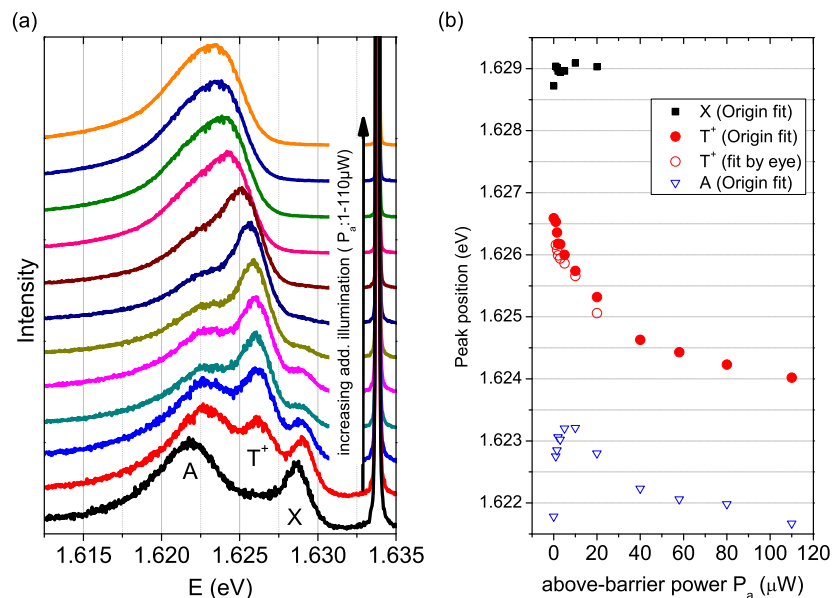 (a)
Intensity
increasing add. illumination ( Pa:1-110µW)
A
T+
X
1.615 1.620 1.625 1.630 1.635
E (eV)
(b)
Peak position (eV)
1.629
1.628
1.627
1.626
1.625
1.624
1.623
1.622
X (Origin fit)
T+ (Origin fit)
T+ (fit by eye)
A (Origin fit)
0 20 40 60 80 100 120
above-barrier power Pa (µW)